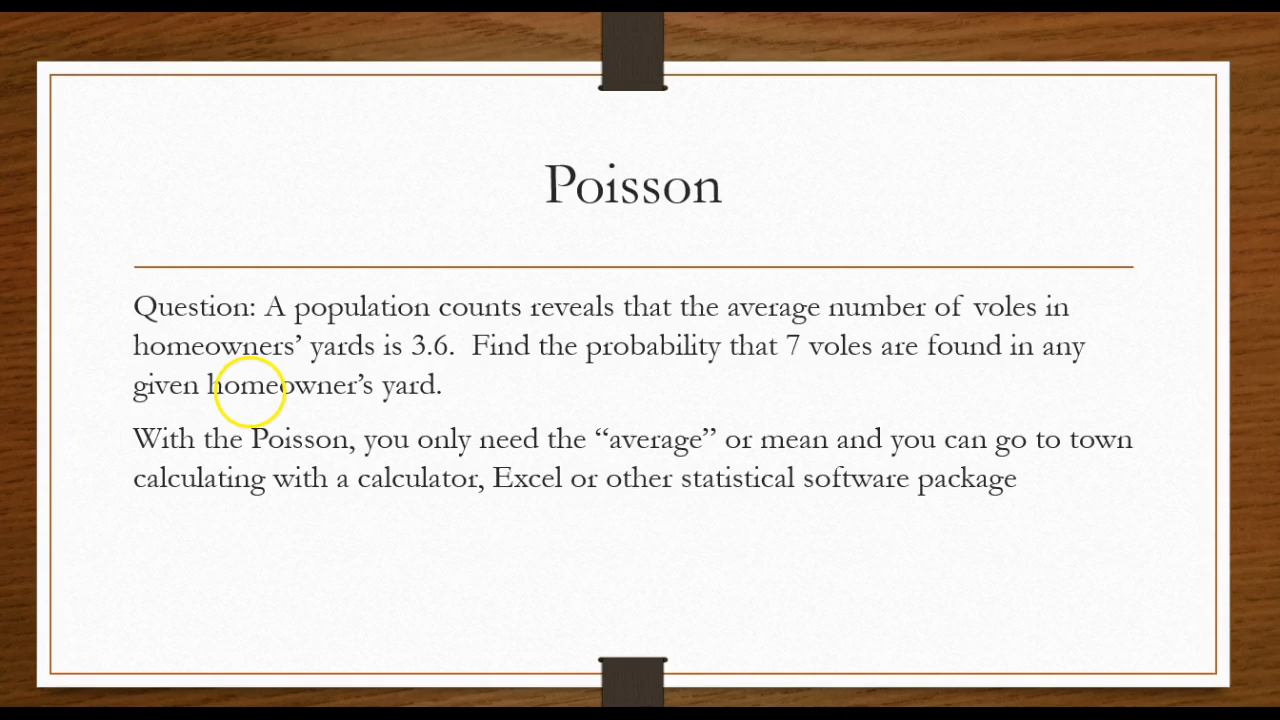 Poisson
Question: A population counts reveals that the average number of voles in
homeowners’ yards is 3.6.  Find the probability that 7 voles are found in any
given homeowner’s yard.
With the Poisson, you only need the “average” or mean and you can go to town
calculating with a calculator, Excel or other statistical software package